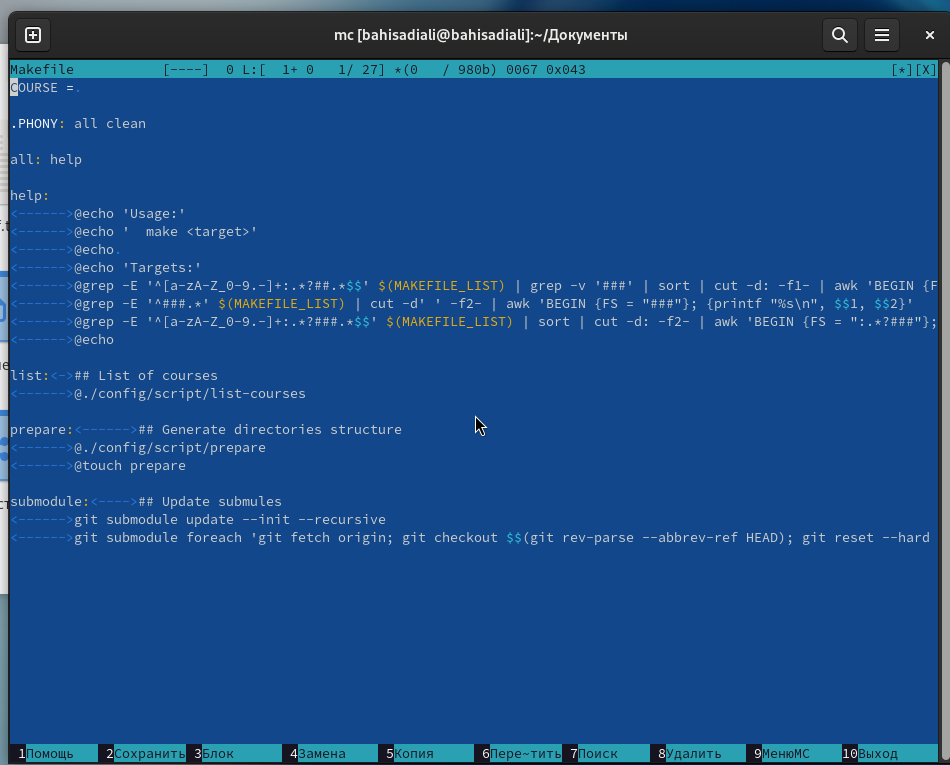 mc [bahisadiali@bahisadiali]:~/Документы
Makefile [----] 0 L:[ 1+ 0 1/ 27] *(0 / 980b) 0067 0x043 [*][X]
COURSE =.
.PHONY: all clean
all: help
help:
<------>@echo 'Usage:'
<------>@echo '  make <target>'
<------>@echo.
<------>@echo 'Targets:'
<------>@grep -E '^[a-zA-Z_0-9.-]+:.*?##.*$$' $(MAKEFILE_LIST) | grep -v '###' | sort | cut -d: -f1- | awk 'BEGIN {F
<------>@grep -E '^###.*' $(MAKEFILE_LIST) | cut -d' ' -f2- | awk 'BEGIN {FS = "###"}; {printf "%s\n", $$1, $$2}'
<------>@grep -E '^[a-zA-Z_0-9.-]+:.*?###.*$$' $(MAKEFILE_LIST) | sort | cut -d: -f2- | awk 'BEGIN {FS = ":.*?###"};
<------>@echo
list:<->## List of courses
<------>@./config/script/list-courses
prepare:<------>## Generate directories structure
<------>@./config/script/prepare
<------>@touch prepare
submodule:<---->## Update submules
<------>git submodule update --init --recursive
<------>git submodule foreach 'git fetch origin; git checkout $$(git rev-parse --abbrev-ref HEAD); git reset --hard
1Помощь 2Сохранить 3Блок 4Замена 5Копия 6Пере~тить 7Поиск 8Удалить 9МенюMC 10Выход